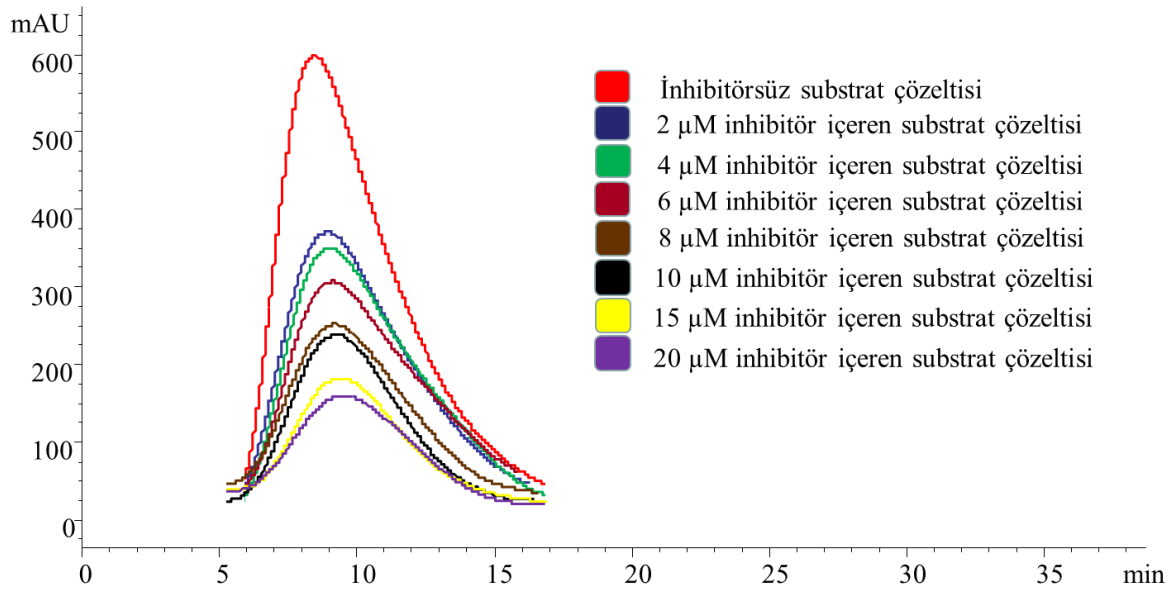 mAU
600
500
400
300
200
100
0
0 5 10 15 20 25 30 35 min
İnhibitörsüz substrat çözeltisi
2 µM inhibitör içeren substrat çözeltisi
4 µM inhibitör içeren substrat çözeltisi
6 µM inhibitör içeren substrat çözeltisi
8 µM inhibitör içeren substrat çözeltisi
10 µM inhibitör içeren substrat çözeltisi
15 µM inhibitör içeren substrat çözeltisi
20 µM inhibitör içeren substrat çözeltisi